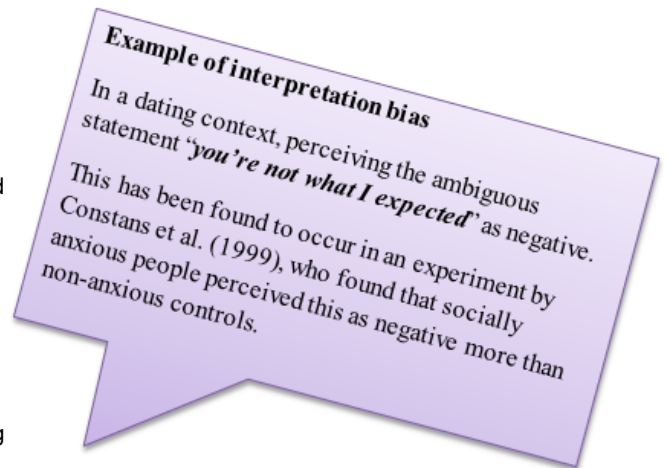 Example of interpretation bias
In a dating context, perceiving the ambiguous
statement “you’re not what I expected” as negative.
This has been found to occur in an experiment by
Constans et al. (1999), who found that socially
anxious people perceived this as negative more than
non-anxious controls.